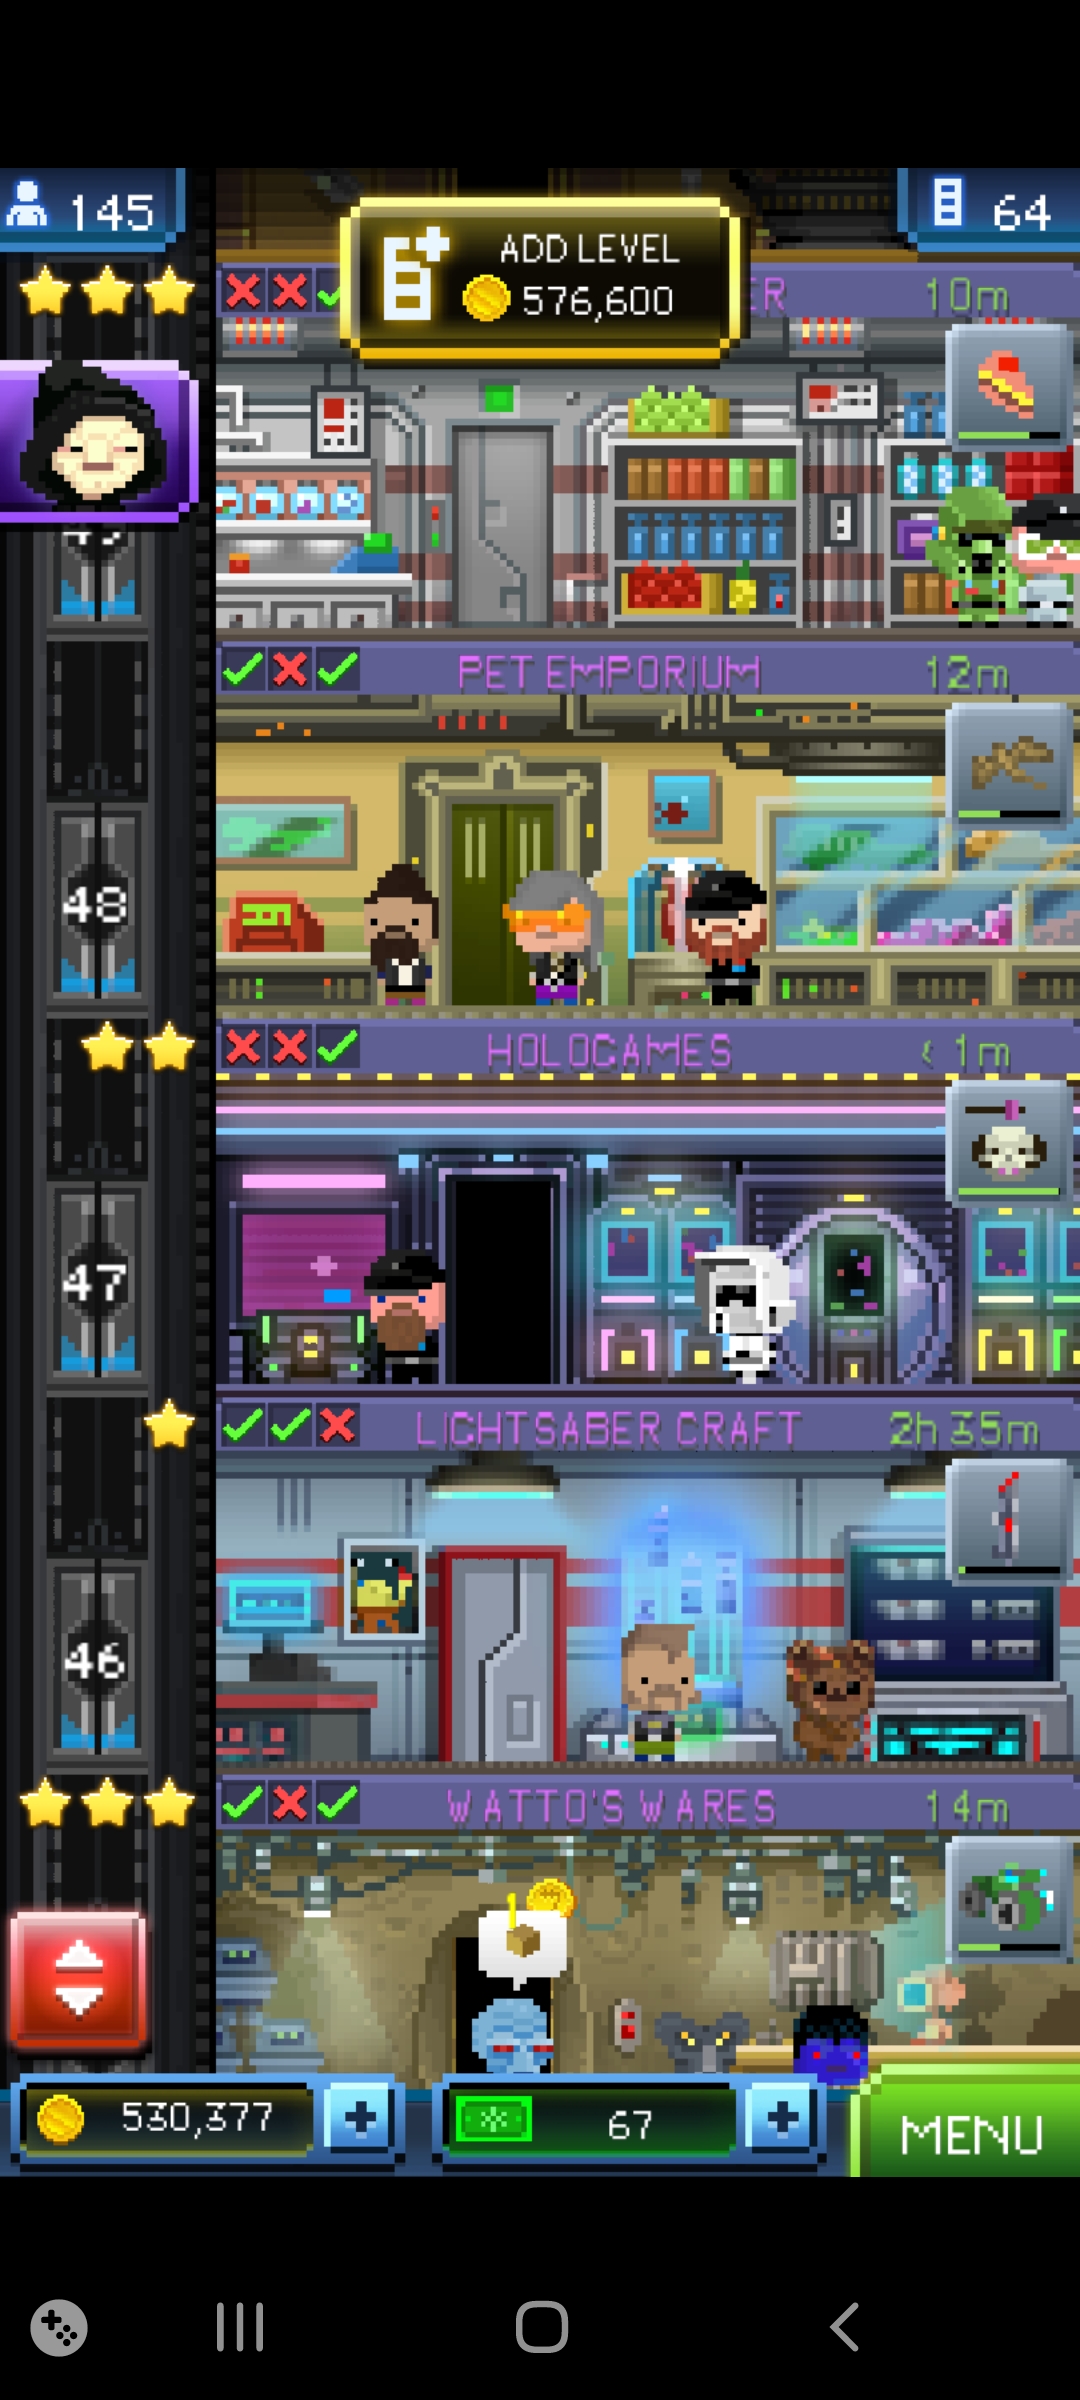 145
ADD LEVEL
576,600
64
ER 10m
PET EMPORIUM 12m
48
HOLOGAMES < 1m
47
LIGHTSABER CRAFT 2h 35m
46
WATTO'S WARES 14m
530,377
67
MENU